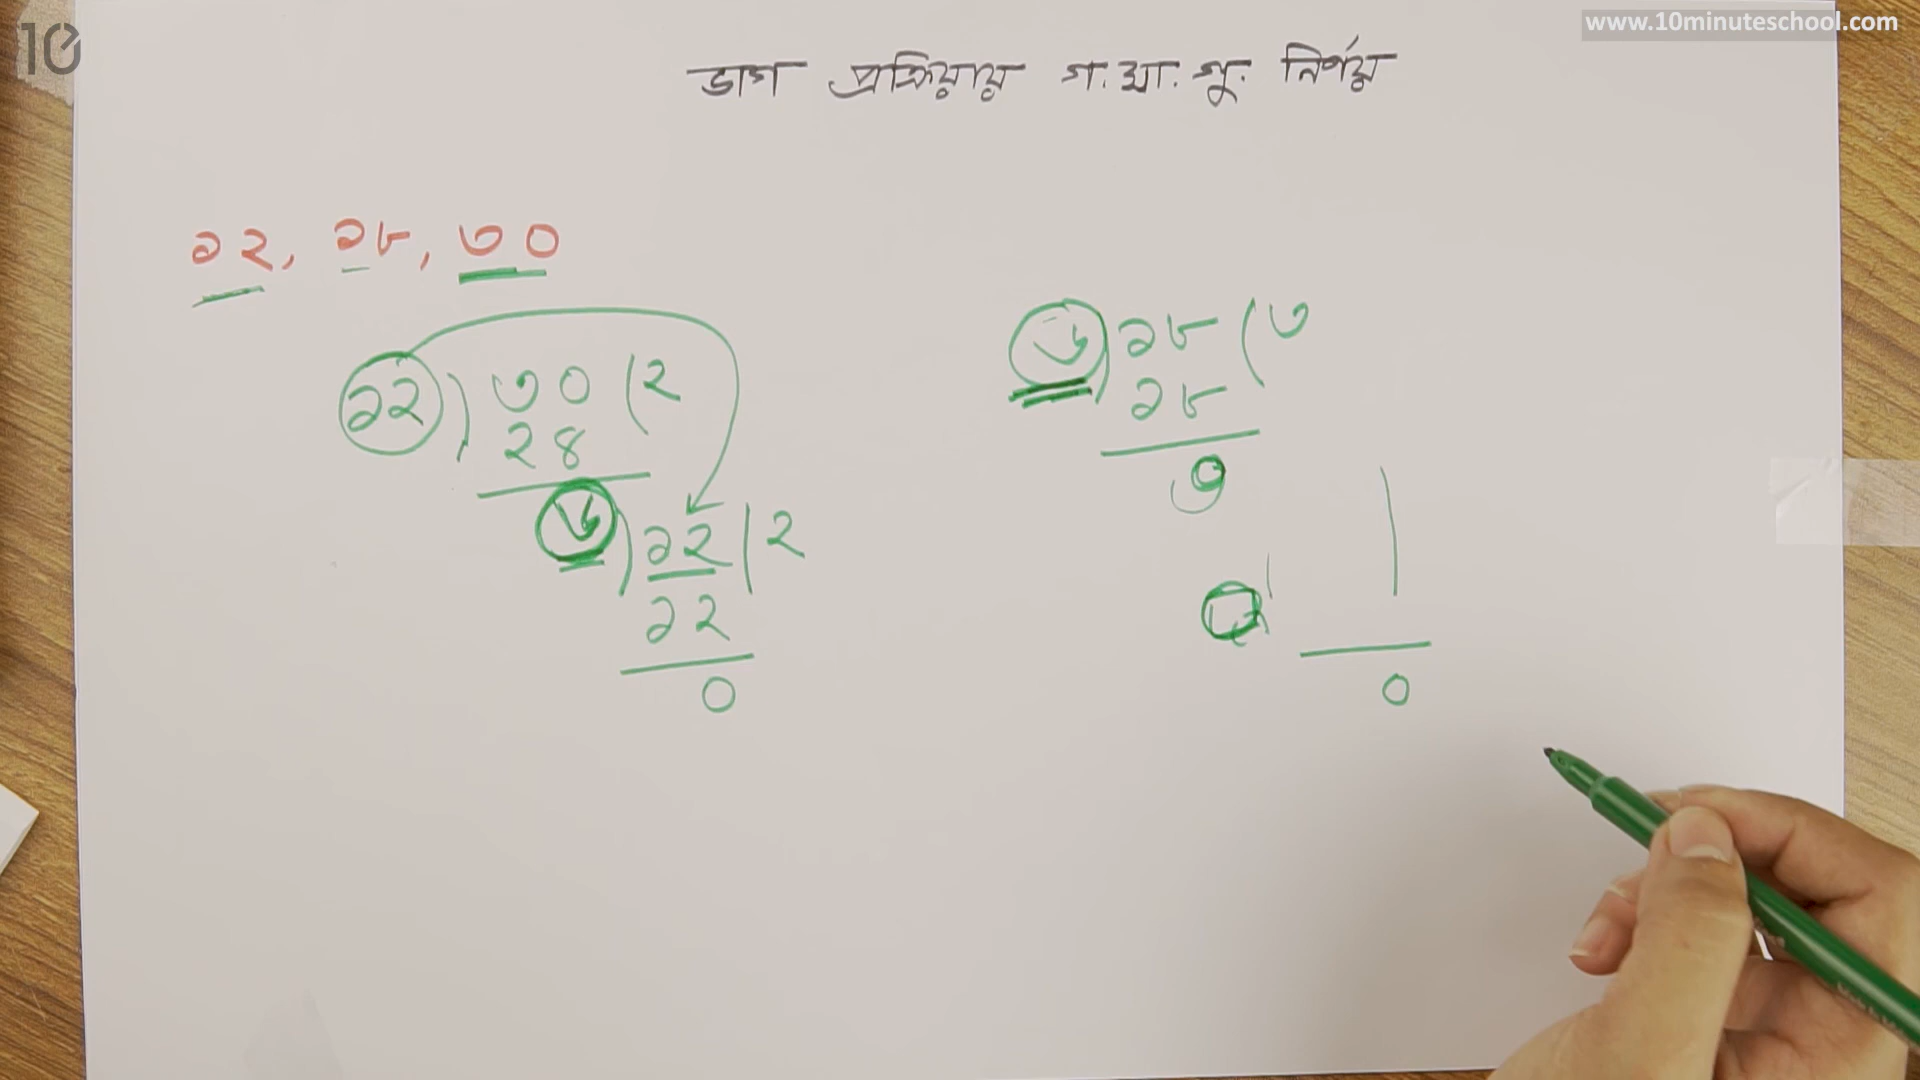 10
www.10minuteschool.com
ভাগ প্রক্রিয়ায় গ.সা.গু. নির্ণয়
১২, ১৮, ৩০
১২) ৩০ (২
২৪
৬) ১২ (২
১২
০
৬) ১৮ (৩
১৮
০
০